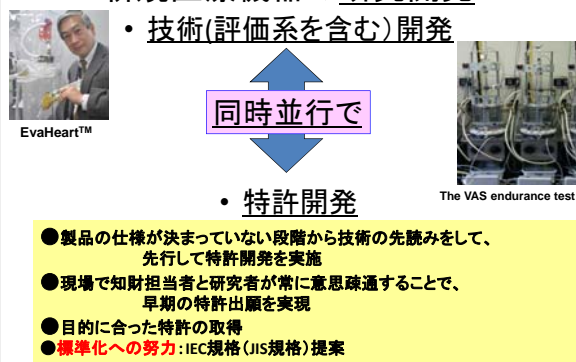 • 技術(評価系を含む)開発
EvaHeart™
同時並行で
• 特許開発
The VAS endurance test
●製品の仕様が決まっていない段階から技術の先読みをして、
先行して特許開発を実施
●現場で知財担当者と研究者が常に意思疎通することで、
早期の特許出願を実現
●目的に合った特許の取得
●標準化への努力:IEC規格(JIS規格)提案